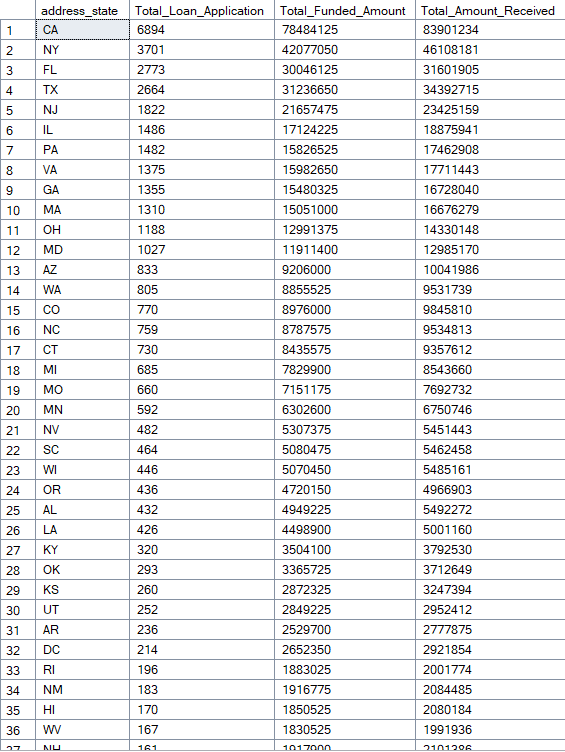 address_state Total_Loan_Application Total_Funded_Amount Total_Amount_Received
1 CA 6894 78484125 83901234
2 NY 3701 42077050 46108181
3 FL 2773 30046125 31601905
4 TX 2664 31236650 34392715
5 NJ 1822 21657475 23425159
6 IL 1486 17124225 18875941
7 PA 1482 15826525 17462908
8 VA 1375 15982650 17711443
9 GA 1355 15480325 16728040
10 MA 1310 15051000 16676279
11 OH 1188 12991375 14330148
12 MD 1027 11911400 12985170
13 AZ 833 9206000 10041986
14 WA 805 8855525 9531739
15 CO 770 8976000 9845810
16 NC 759 8787575 9534813
17 CT 730 8435575 9357612
18 MI 685 7829900 8543660
19 MO 660 7151175 7692732
20 MN 592 6302600 6750746
21 NV 482 5307375 5451443
22 SC 464 5080475 5462458
23 WI 446 5070450 5485161
24 OR 436 4720150 4966903
25 AL 432 4949225 5492272
26 LA 426 4498900 5001160
27 KY 320 3504100 3792530
28 OK 293 3365725 3712649
29 KS 260 2872325 3247394
30 UT 252 2849225 2952412
31 AR 236 2529700 2777875
32 DC 214 2652350 2921854
33 RI 196 1883025 2001774
34 NM 183 1916775 2084485
35 HI 170 1850525 2080184
36 WV 167 1830525 1991936
37 NH 161 1917900 2101386